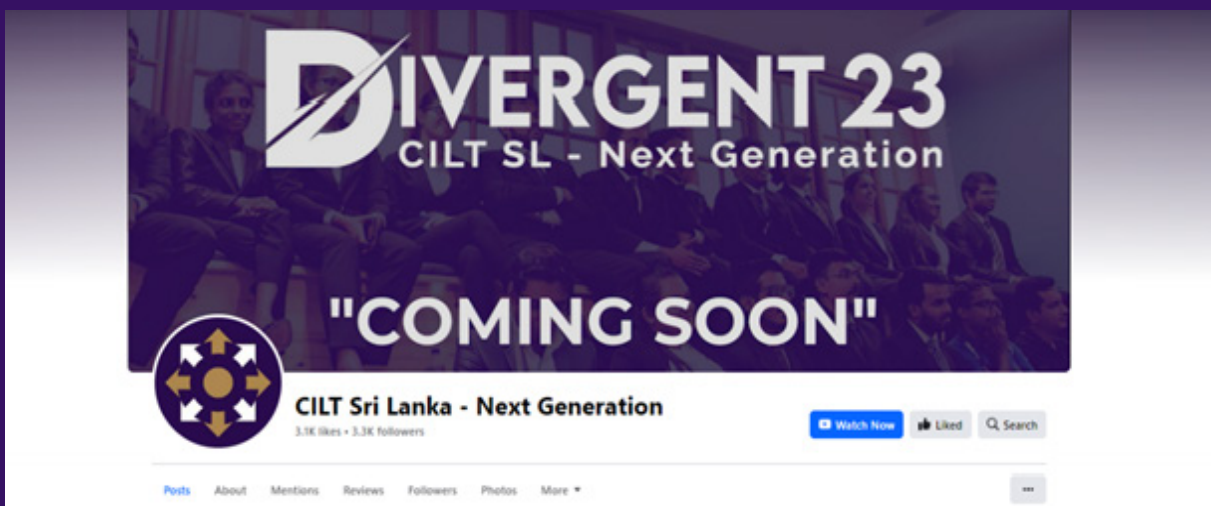 DIVERGENT 23
CILT SL - Next Generation
"COMING SOON"
CILT Sri Lanka - Next Generation
3.1K likes • 3.3K followers
Watch Now Liked Search
Posts About Mentions Reviews Followers Photos More ▾
...